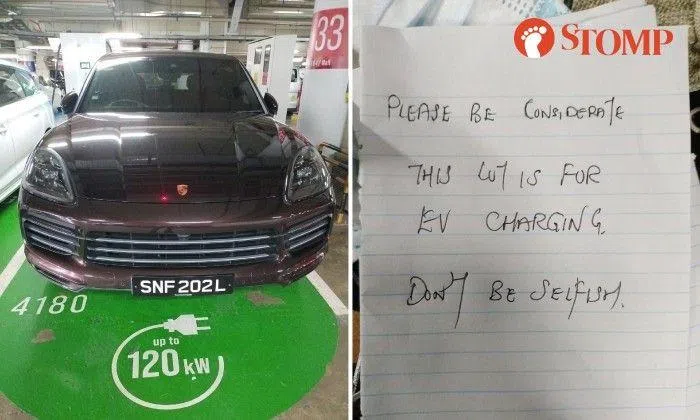 33
SNF 202L
4180
up to
120 kW
STOMP
PLEASE BE CONSIDERATE
THIS LOT IS FOR
EV CHARGING.
DON'T BE SELFISH.